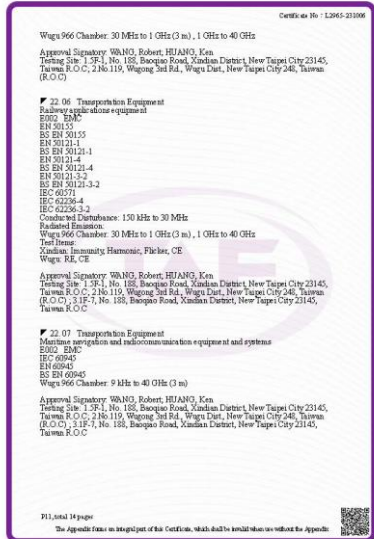 Certificate No : L2965-231006
Wugu 966 Chamber: 30 MHz to 1 GHz (3 m) , 1 GHz to 40 GHz
Approval Signatory: WANG, Robert; HUANG, Ken
Testing Site: 1.5F-1, No. 188, Baoqiao Road, Xindian District, New Taipei City 23145,
Taiwan R.O.C; 2.No.119, Wugong 3rd Rd., Wugu Dist., New Taipei City 248, Taiwan
(R.O.C)
22.06 Transportation Equipment
Railway applications equipment
E002 EMC
EN 50155
BS EN 50155
EN 50121-1
BS EN 50121-1
EN 50121-4
BS EN 50121-4
EN 50121-3-2
BS EN 50121-3-2
IEC 60571
IEC 62236-4
IEC 62236-3-2
Conducted Disturbance: 150 kHz to 30 MHz
Radiated Emission:
Wugu 966 Chamber: 30 MHz to 1 GHz (3 m) , 1 GHz to 40 GHz
Test Items:
Xindian: Immunity, Harmonic, Flicker, CE
Wugu: RE, CE
Approval Signatory: WANG, Robert; HUANG, Ken
Testing Site: 1.5F-1, No. 188, Baoqiao Road, Xindian District, New Taipei City 23145,
Taiwan R.O.C; 2.No.119, Wugong 3rd Rd., Wugu Dist., New Taipei City 248, Taiwan
(R.O.C) ; 3.1F-7, No. 188, Baoqiao Road, Xindian District, New Taipei City 23145,
Taiwan R.O.C
22.07 Transportation Equipment
Maritime navigation and radiocommunication equipment and systems
E002 EMC
IEC 60945
EN 60945
BS EN 60945
Wugu 966 Chamber: 9 kHz to 40 GHz (3 m)
Approval Signatory: WANG, Robert; HUANG, Ken
Testing Site: 1.5F-1, No. 188, Baoqiao Road, Xindian District, New Taipei City 23145,
Taiwan R.O.C; 2.No.119, Wugong 3rd Rd., Wugu Dist., New Taipei City 248, Taiwan
(R.O.C) ; 3.1F-7, No. 188, Baoqiao Road, Xindian District, New Taipei City 23145,
Taiwan R.O.C
P11, total 14 pages
The Appendix forms an integral part of this Certificate, which shall be invalid when use without the Appendix